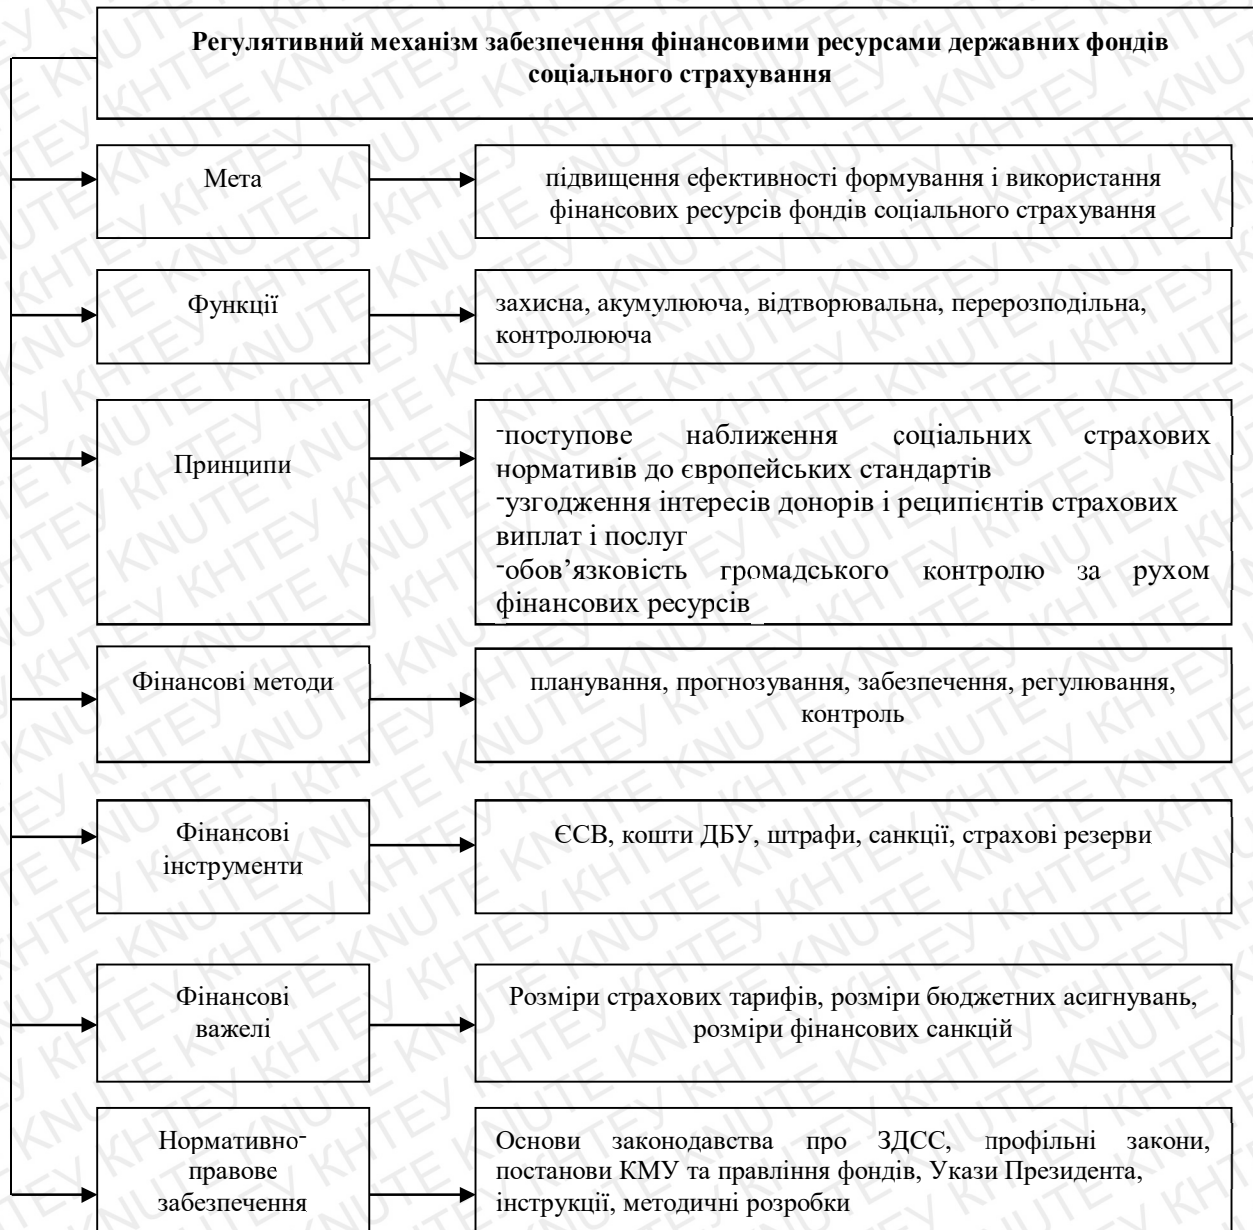 Регулятивний механізм забезпечення фінансовими ресурсами державних фондів
соціального страхування
Мета
підвищення ефективності формування і використання
фінансових ресурсів фондів соціального страхування
Функції
захисна, акумулююча, відтворювальна, перерозподільна,
контролююча
Принципи
-поступове наближення соціальних страхових
нормативів до європейських стандартів
-узгодження інтересів донорів і реципієнтів страхових
виплат і послуг
-обов’язковість громадського контролю за рухом
фінансових ресурсів
Фінансові методи
планування, прогнозування, забезпечення, регулювання,
контроль
Фінансові
інструменти
ЄСВ, кошти ДБУ, штрафи, санкції, страхові резерви
Фінансові
важелі
Розміри страхових тарифів, розміри бюджетних асигнувань,
розміри фінансових санкцій
Нормативно-
правове
забезпечення
Основи законодавства про ЗДСС, профільні закони,
постанови КМУ та правління фондів, Укази Президента,
інструкції, методичні розробки